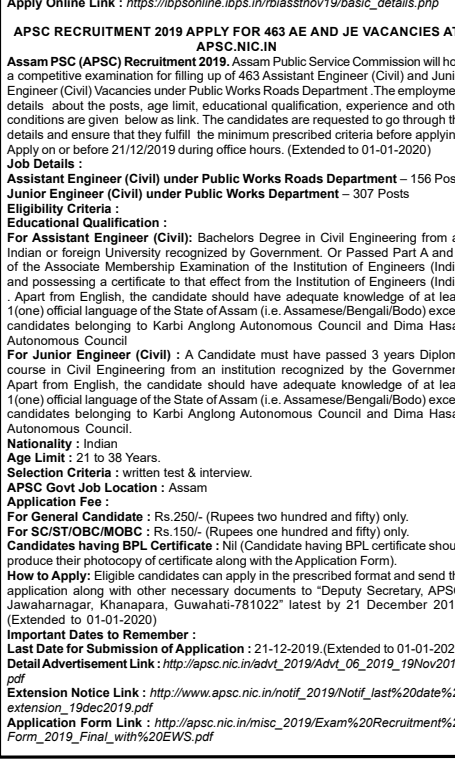 Apply Online Link : https://ibpsonline.ibps.in/rbiasstnov19/basic_details.php
APSC RECRUITMENT 2019 APPLY FOR 463 AE AND JE VACANCIES AT
APSC.NIC.IN
Assam PSC (APSC) Recruitment 2019. Assam Public Service Commission will ho
a competitive examination for filling up of 463 Assistant Engineer (Civil) and Juni
Engineer (Civil) Vacancies under Public Works Roads Department .The employme
details about the posts, age limit, educational qualification, experience and oth
conditions are given below as link. The candidates are requested to go through th
details and ensure that they fulfill the minimum prescribed criteria before applyin
Apply on or before 21/12/2019 during office hours. (Extended to 01-01-2020)
Job Details :
Assistant Engineer (Civil) under Public Works Roads Department – 156 Pos
Junior Engineer (Civil) under Public Works Department – 307 Posts
Eligibility Criteria :
Educational Qualification :
For Assistant Engineer (Civil): Bachelors Degree in Civil Engineering from a
Indian or foreign University recognized by Government. Or Passed Part A and
of the Associate Membership Examination of the Institution of Engineers (Indi
and possessing a certificate to that effect from the Institution of Engineers (Indi
. Apart from English, the candidate should have adequate knowledge of at lea
1(one) official language of the State of Assam (i.e. Assamese/Bengali/Bodo) exce
candidates belonging to Karbi Anglong Autonomous Council and Dima Hasa
Autonomous Council
For Junior Engineer (Civil) : A Candidate must have passed 3 years Diplom
course in Civil Engineering from an institution recognized by the Governmen
Apart from English, the candidate should have adequate knowledge of at lea
1(one) official language of the State of Assam (i.e. Assamese/Bengali/Bodo) exce
candidates belonging to Karbi Anglong Autonomous Council and Dima Hasa
Autonomous Council.
Nationality : Indian
Age Limit : 21 to 38 Years.
Selection Criteria : written test & interview.
APSC Govt Job Location : Assam
Application Fee :
For General Candidate : Rs.250/- (Rupees two hundred and fifty) only.
For SC/ST/OBC/MOBC : Rs.150/- (Rupees one hundred and fifty) only.
Candidates having BPL Certificate : Nil (Candidate having BPL certificate shou
produce their photocopy of certificate along with the Application Form).
How to Apply: Eligible candidates can apply in the prescribed format and send th
application along with other necessary documents to “Deputy Secretary, APSC
Jawaharnagar, Khanapara, Guwahati-781022” latest by 21 December 201
(Extended to 01-01-2020)
Important Dates to Remember :
Last Date for Submission of Application : 21-12-2019.(Extended to 01-01-202
Detail Advertisement Link : http://apsc.nic.in/advt_2019/Advt_06_2019_19Nov201
pdf
Extension Notice Link : http://www.apsc.nic.in/notif_2019/Notif_last%20date%2
extension_19dec2019.pdf
Application Form Link : http://apsc.nic.in/misc_2019/Exam%20Recruitment%2
Form_2019_Final_with%20EWS.pdf